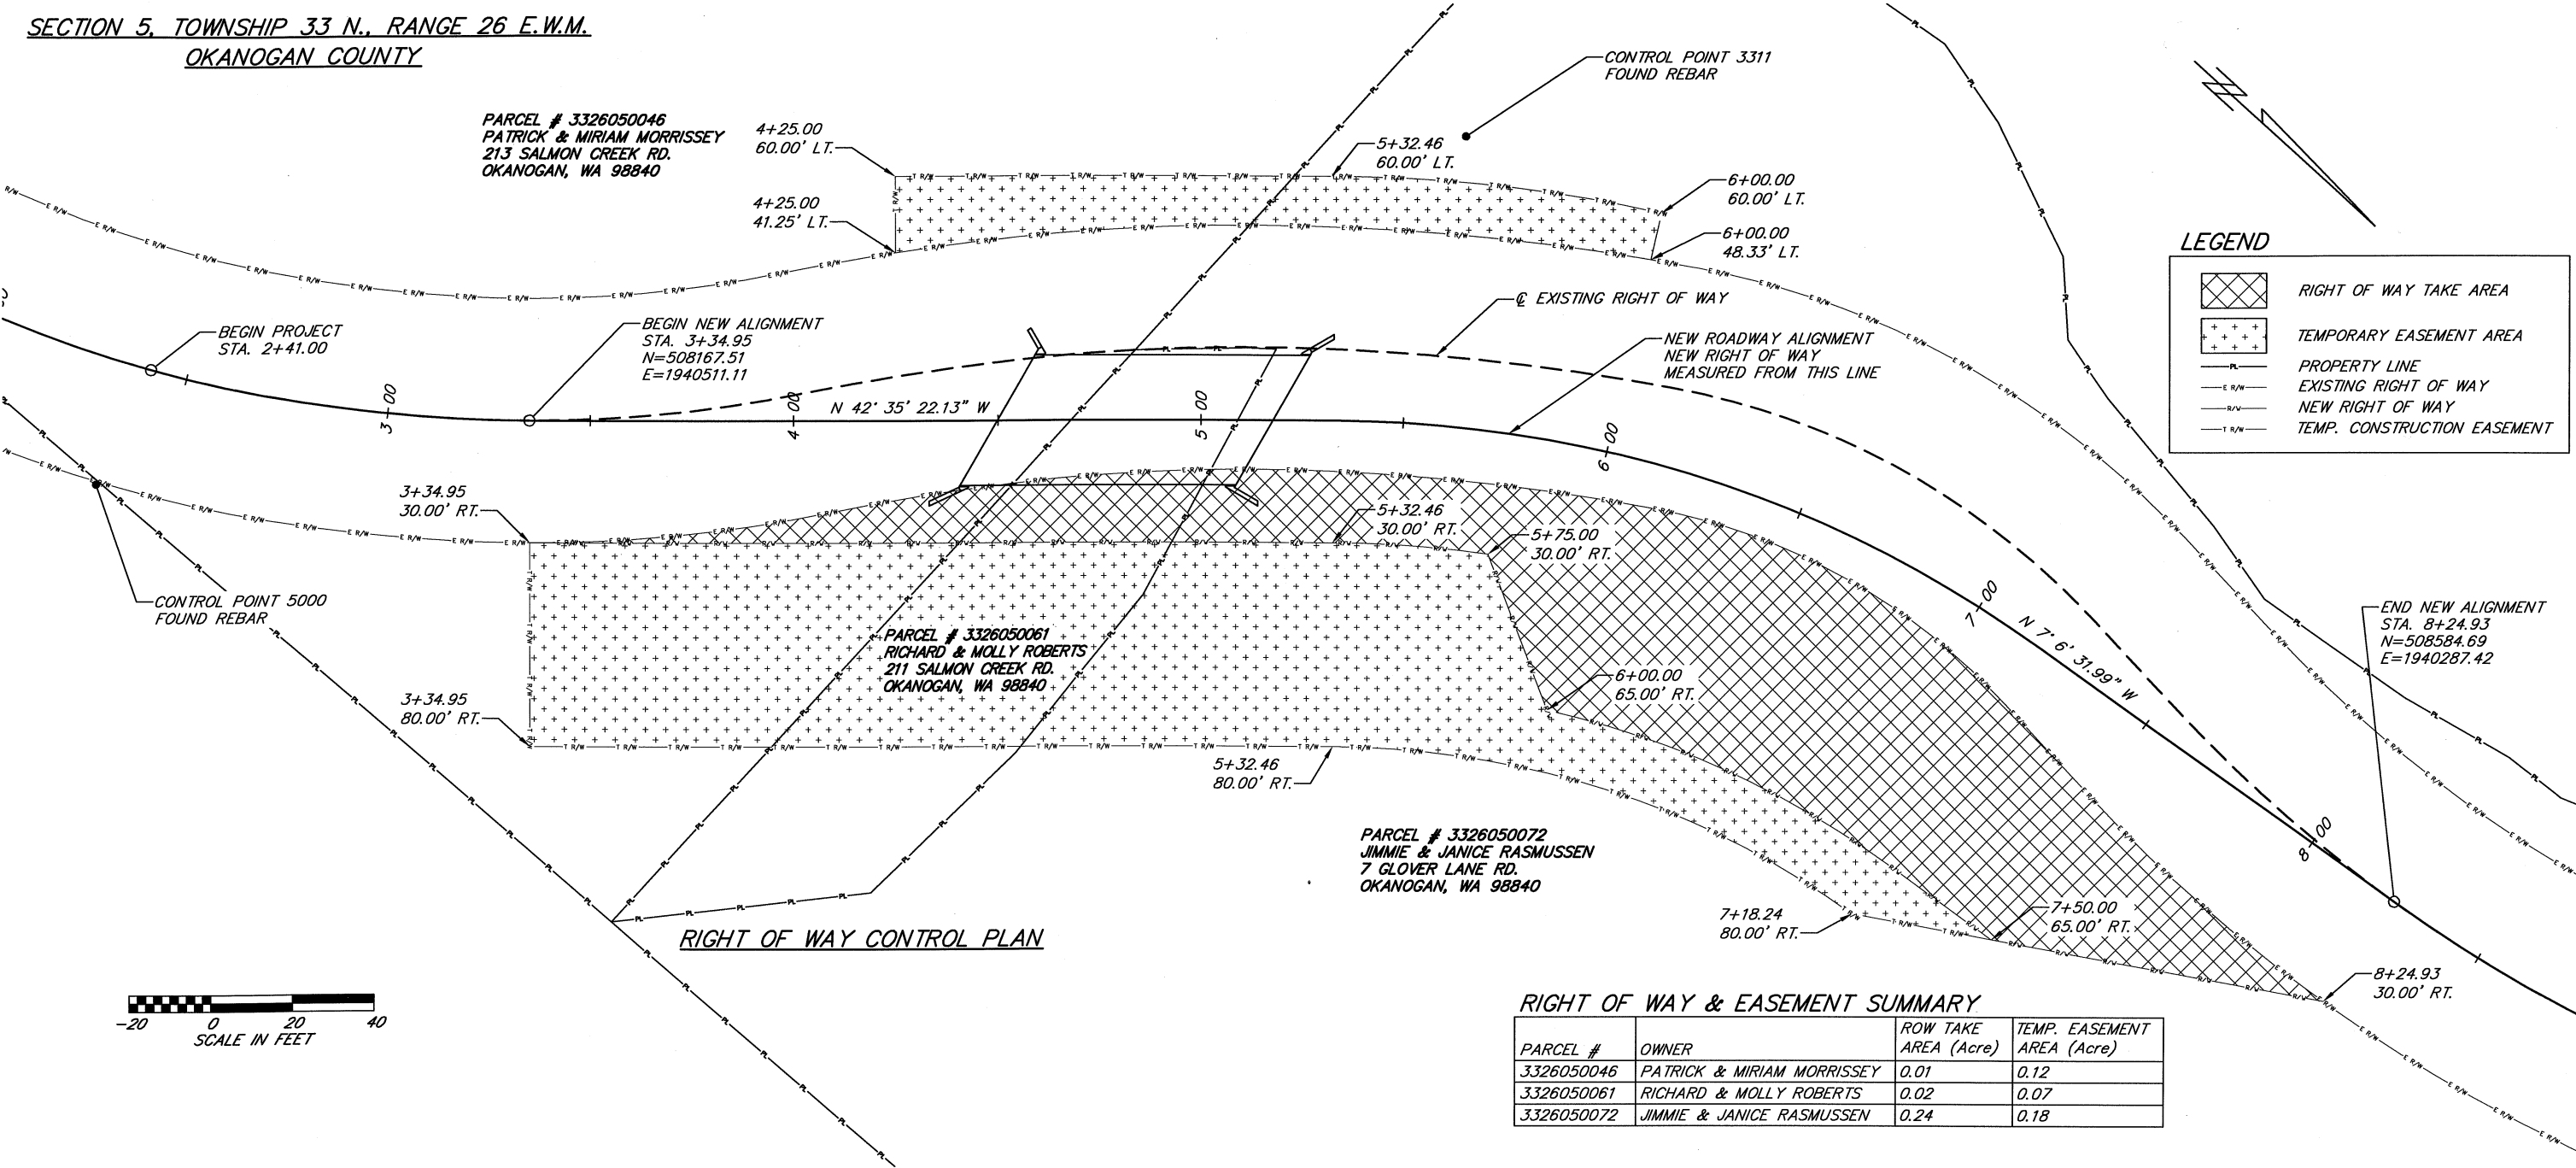 SECTION 5, TOWNSHIP 33 N., RANGE 26 E.W.M.
OKANOGAN COUNTY
PARCEL # 3326050046
PATRICK & MIRIAM MORRISSEY
213 SALMON CREEK RD.
OKANOGAN, WA 98840
4+25.00
60.00' LT.
4+25.00
41.25' LT.
5+32.46
60.00' LT.
CONTROL POINT 3311
FOUND REBAR
6+00.00
60.00' LT.
6+00.00
48.33' LT.
℄ EXISTING RIGHT OF WAY
NEW ROADWAY ALIGNMENT
NEW RIGHT OF WAY
MEASURED FROM THIS LINE
LEGEND
RIGHT OF WAY TAKE AREA
TEMPORARY EASEMENT AREA
PL PROPERTY LINE
E R/W EXISTING RIGHT OF WAY
R/W NEW RIGHT OF WAY
T R/W TEMP. CONSTRUCTION EASEMENT
BEGIN PROJECT
STA. 2+41.00
BEGIN NEW ALIGNMENT
STA. 3+34.95
N=508167.51
E=1940511.11
3+00
4+00
N 42° 35' 22.13" W
5+00
6+00
7+00
N 7° 6' 31.99" W
8+00
3+34.95
30.00' RT.
5+32.46
30.00' RT.
5+75.00
30.00' RT.
CONTROL POINT 5000
FOUND REBAR
PARCEL # 3326050061
RICHARD & MOLLY ROBERTS
211 SALMON CREEK RD.
OKANOGAN, WA 98840
6+00.00
65.00' RT.
END NEW ALIGNMENT
STA. 8+24.93
N=508584.69
E=1940287.42
3+34.95
80.00' RT.
5+32.46
80.00' RT.
PARCEL # 3326050072
JIMMIE & JANICE RASMUSSEN
7 GLOVER LANE RD.
OKANOGAN, WA 98840
7+18.24
80.00' RT.
7+50.00
65.00' RT.
8+24.93
30.00' RT.
RIGHT OF WAY CONTROL PLAN
-20 0 20 40
SCALE IN FEET
RIGHT OF WAY & EASEMENT SUMMARY
PARCEL # OWNER ROW TAKE AREA (Acre) TEMP. EASEMENT AREA (Acre)
3326050046 PATRICK & MIRIAM MORRISSEY 0.01 0.12
3326050061 RICHARD & MOLLY ROBERTS 0.02 0.07
3326050072 JIMMIE & JANICE RASMUSSEN 0.24 0.18